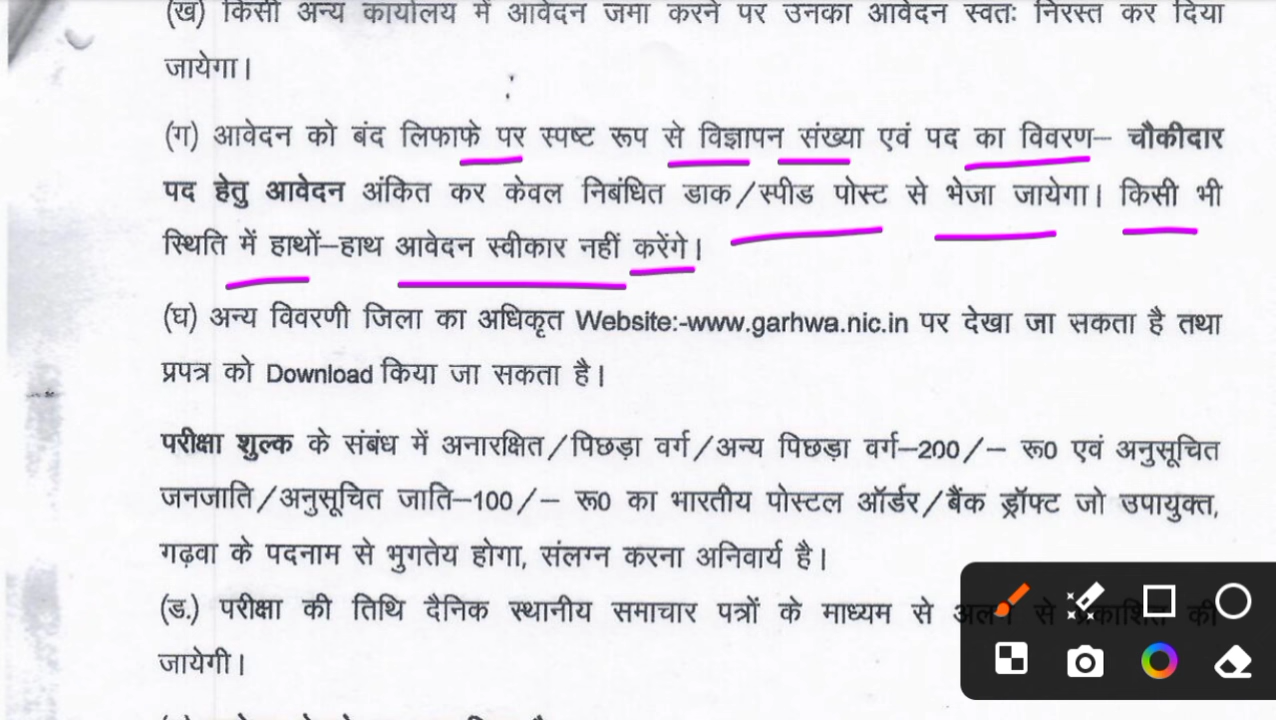 (ख) किसी अन्य कार्यालय में आवेदन जमा करने पर उनका आवेदन स्वतः निरस्त कर दिया
जायेगा।
(ग) आवेदन को बंद लिफाफे पर स्पष्ट रूप से विज्ञापन संख्या एवं पद का विवरण– चौकीदार
पद हेतु आवेदन अंकित कर केवल निबंधित डाक/स्पीड पोस्ट से भेजा जायेगा। किसी भी
स्थिति में हाथों–हाथ आवेदन स्वीकार नहीं करेंगे।
(घ) अन्य विवरणी जिला का अधिकृत Website:-www.garhwa.nic.in पर देखा जा सकता है तथा
प्रपत्र को Download किया जा सकता है।
परीक्षा शुल्क के संबंध में अनारक्षित/पिछड़ा वर्ग/अन्य पिछड़ा वर्ग–200/– रू0 एवं अनुसूचित
जनजाति/अनुसूचित जाति–100/– रू0 का भारतीय पोस्टल ऑर्डर/बैंक ड्रॉफ्ट जो उपायुक्त,
गढ़वा के पदनाम से भुगतेय होगा, संलग्न करना अनिवार्य है।
(ड.) परीक्षा की तिथि दैनिक स्थानीय समाचार पत्रों के माध्यम से अलग से प्रकाशित की
जायेगी।